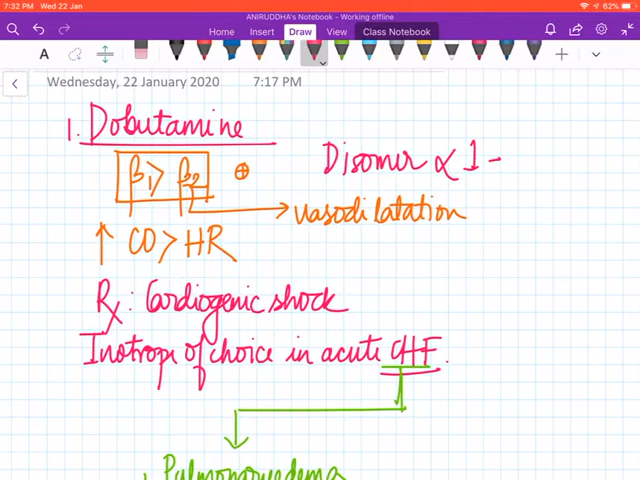 7:32 PM Wed 22 Jan
62%
ANIRUDDHA's Notebook - Working offline
Home Insert Draw View Class Notebook
A
Wednesday, 22 January 2020 7:17 PM
1. Dobutamine
β1 > β2 ⊕
D isomer α 1 -
vasodilatation
↑ CO > HR
Rx : Cardiogenic shock
Inotrope of choice in acute CHF.
Pulmonary edema